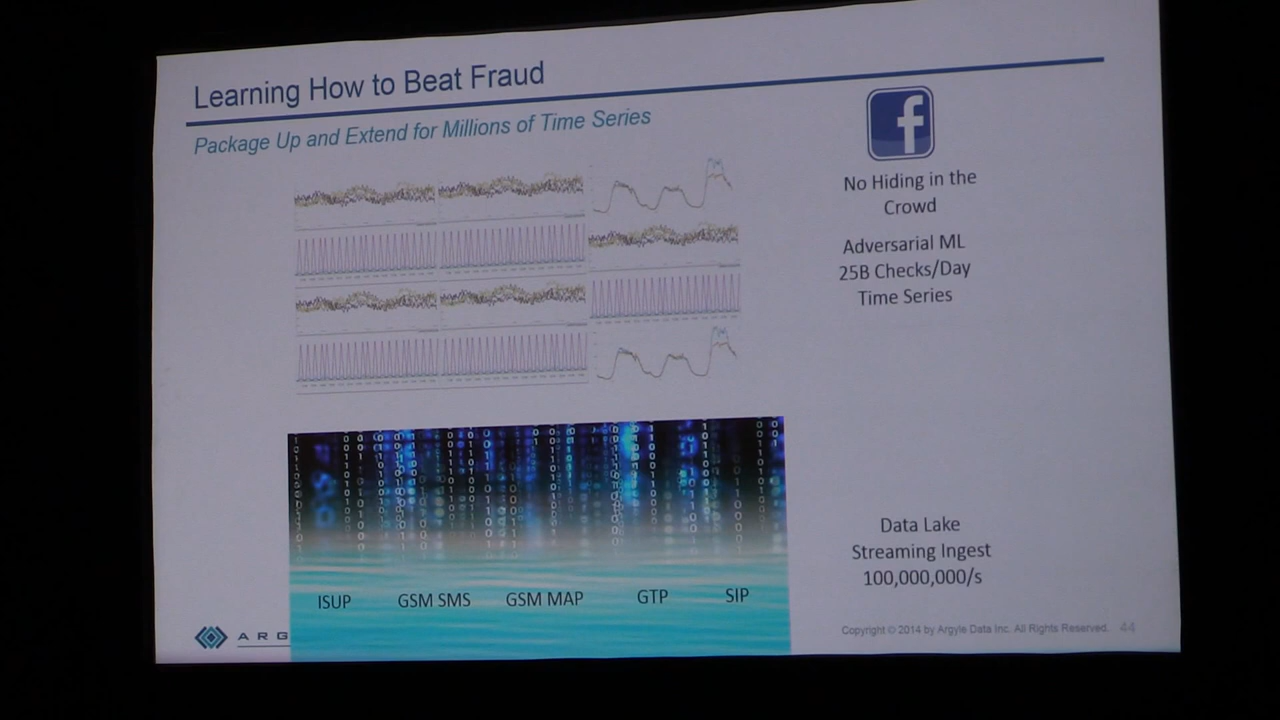 Learning How to Beat Fraud
Package Up and Extend for Millions of Time Series
f
No Hiding in the
Crowd
Adversarial ML
25B Checks/Day
Time Series
Data Lake
Streaming Ingest
100,000,000/s
ISUP GSM SMS GSM MAP GTP SIP
ARG
Copyright © 2014 by Argyle Data Inc. All Rights Reserved. 44